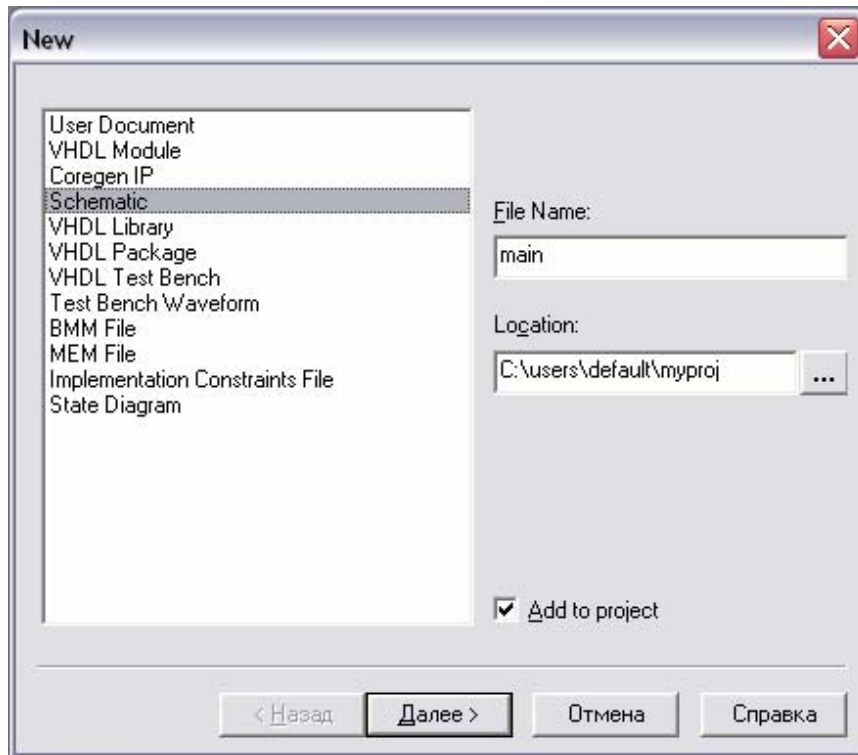 New
User Document
VHDL Module
Coregen IP
Schematic
VHDL Library
VHDL Package
VHDL Test Bench
Test Bench Waveform
BMM File
MEM File
Implementation Constraints File
State Diagram
File Name:
main
Location:
C:\users\default\myproj
...
Add to project
< Назад
Далее >
Отмена
Справка